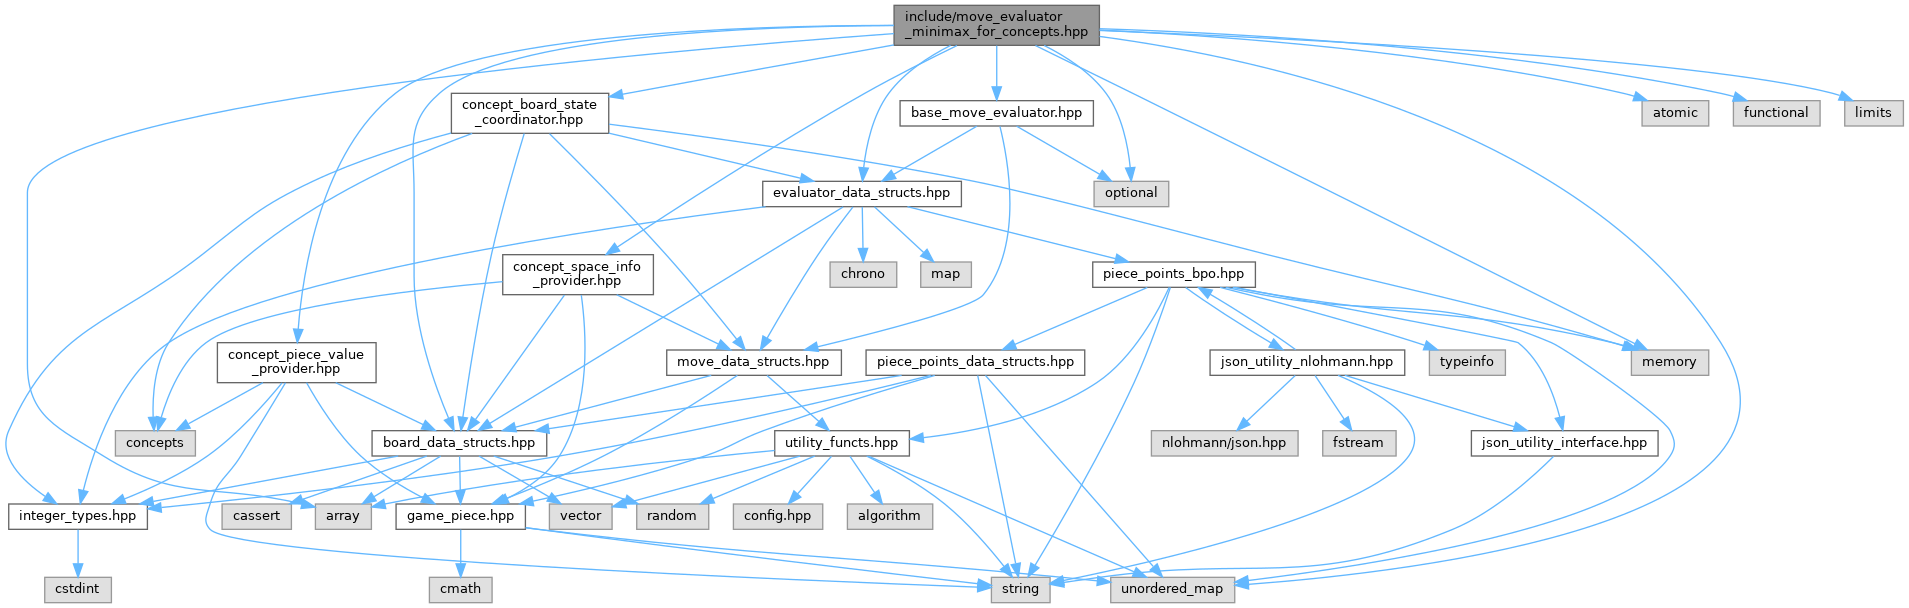 include/move_evaluator
_minimax_for_concepts.hpp
concept_board_state
_coordinator.hpp
base_move_evaluator.hpp
atomic
functional
limits
evaluator_data_structs.hpp
optional
concept_space_info
_provider.hpp
chrono
map
piece_points_bpo.hpp
concept_piece_value
_provider.hpp
move_data_structs.hpp
piece_points_data_structs.hpp
json_utility_nlohmann.hpp
typeinfo
memory
concepts
board_data_structs.hpp
utility_functs.hpp
nlohmann/json.hpp
fstream
json_utility_interface.hpp
integer_types.hpp
cassert
array
game_piece.hpp
vector
random
config.hpp
algorithm
cstdint
cmath
string
unordered_map